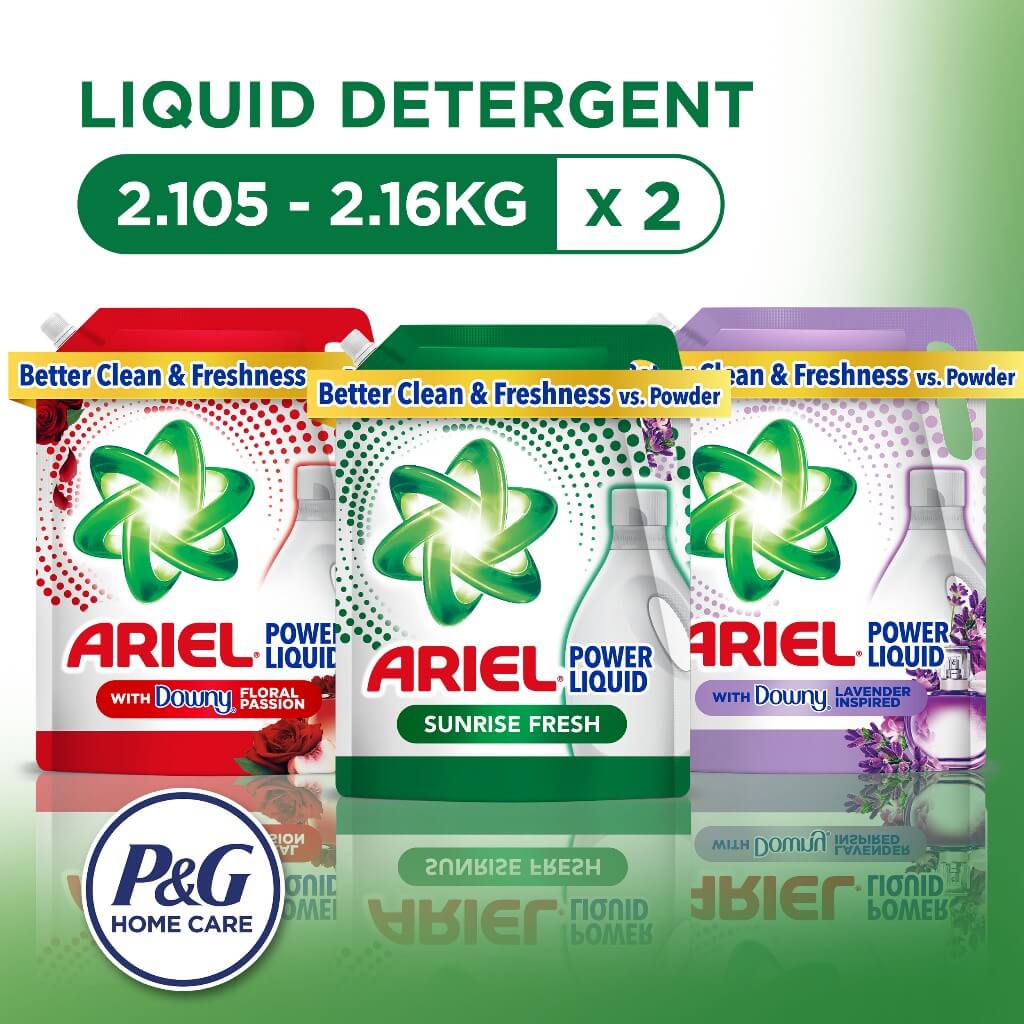 LIQUID DETERGENT
2.105 - 2.16KG x 2
Better Clean & Freshness
ARIEL POWER
LIQUID
WITH Downy FLORAL
PASSION
Better Clean & Freshness vs. Powder
ARIEL POWER
LIQUID
SUNRISE FRESH
Clean & Freshness vs. Powder
ARIEL POWER
LIQUID
WITH Downy LAVENDER
INSPIRED
P&G
HOME CARE